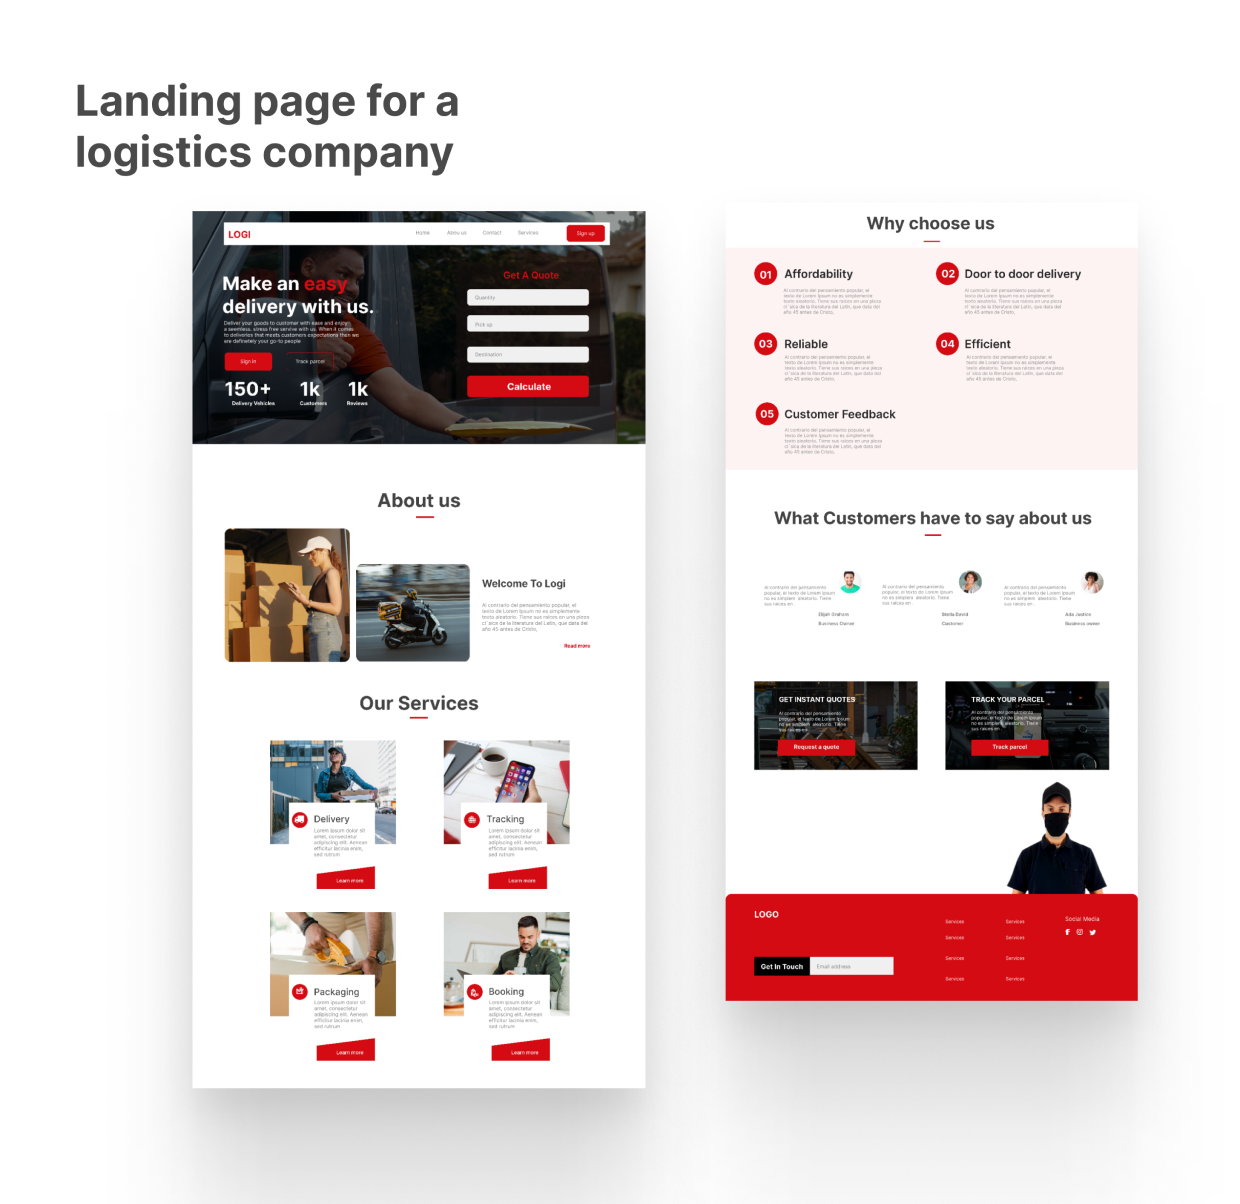 Landing page for a
logistics company
LOGI
Home
Abou us
Contact
Services
Sign up
Make an easy
delivery with us.
Deliver your goods to customer with ease and enjoy
a seemless, stress free servive with us. When it comes
to deliveries that meets customers expectations then we
are definetely your go-to people
Sign In
Track parcel
150+
Delivery Vehicles
1k
Customers
1k
Reviews
Get A Quote
Quantity
Pick up
Destination
Calculate
About us
Welcome To Logi
Al contrario del pensamiento popular, el
texto de Lorem Ipsum no es simplemente
texto aleatorio. Tiene sus raices en una pieza
cl´sica de la literatura del Latin, que data del
año 45 antes de Cristo,
Read more
Our Services
Delivery
Lorem ipsum dolor sit
amet, consectetur
adipiscing elit. Aenean
efficitur lacinia enim,
sed rutrum
Learn more
Tracking
Lorem ipsum dolor sit
amet, consectetur
adipiscing elit. Aenean
efficitur lacinia enim,
sed rutrum
Learn more
Packaging
Lorem ipsum dolor sit
amet, consectetur
adipiscing elit. Aenean
efficitur lacinia enim,
sed rutrum
Learn more
Booking
Lorem ipsum dolor sit
amet, consectetur
adipiscing elit. Aenean
efficitur lacinia enim,
sed rutrum
Learn more
Why choose us
01 Affordability
Al contrario del pensamiento popular, el
texto de Lorem Ipsum no es simplemente
texto aleatorio. Tiene sus raices en una pieza
cl´sica de la literatura del Latin, que data del
año 45 antes de Cristo,
02 Door to door delivery
Al contrario del pensamiento popular, el
texto de Lorem Ipsum no es simplemente
texto aleatorio. Tiene sus raices en una pieza
cl´sica de la literatura del Latin, que data del
año 45 antes de Cristo,
03 Reliable
Al contrario del pensamiento popular, el
texto de Lorem Ipsum no es simplemente
texto aleatorio. Tiene sus raices en una pieza
cl´sica de la literatura del Latin, que data del
año 45 antes de Cristo,
04 Efficient
Al contrario del pensamiento popular, el
texto de Lorem Ipsum no es simplemente
texto aleatorio. Tiene sus raices en una pieza
cl´sica de la literatura del Latin, que data del
año 45 antes de Cristo,
05 Customer Feedback
Al contrario del pensamiento popular, el
texto de Lorem Ipsum no es simplemente
texto aleatorio. Tiene sus raices en una pieza
cl´sica de la literatura del Latin, que data del
año 45 antes de Cristo,
What Customers have to say about us
Al contrario del pensamiento
popular, el texto de Lorem Ipsum
no es simplem aleatorio. Tiene
sus raices en
Elijah Graham
Business Owner
Al contrario del pensamiento
popular, el texto de Lorem Ipsum
no es simplem aleatorio. Tiene
sus raices en
Stella David
Customer
Al contrario del pensamiento
popular, el texto de Lorem Ipsum
no es simplem aleatorio. Tiene
sus raices en
Ada Justice
Business owner
GET INSTANT QUOTES
Al contrario del pensamiento
popular, el texto de Lorem Ipsum
no es simplem aleatorio. Tiene
sus raices en
Request a quote
TRACK YOUR PARCEL
Al contrario del pensamiento
popular, el texto de Lorem Ipsum
no es simplem aleatorio. Tiene
sus raices en
Track parcel
LOGO
Get In Touch
Email address
Services
Services
Services
Services
Services
Services
Services
Services
Social Media